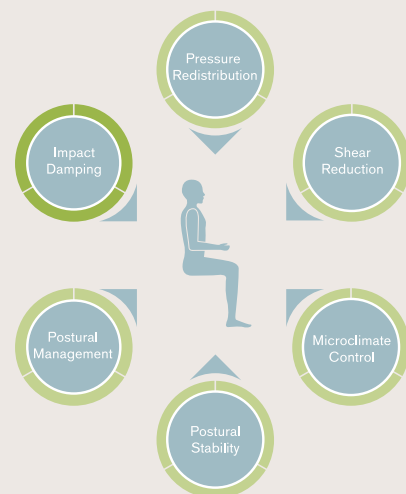 Pressure
Redistribution
Impact
Damping
Shear
Reduction
Postural
Management
Microclimate
Control
Postural
Stability